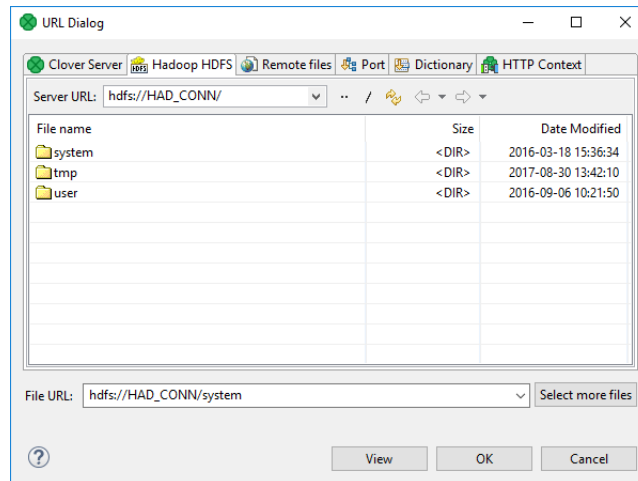 URL Dialog
Clover Server HDFS Hadoop HDFS Remote files Port Dictionary HTTP Context
Server URL: hdfs://HAD_CONN/ .. /
File name Size Date Modified
system <DIR> 2016-03-18 15:36:34
tmp <DIR> 2017-08-30 13:42:10
user <DIR> 2016-09-06 10:21:50
File URL: hdfs://HAD_CONN/system Select more files
? View OK Cancel